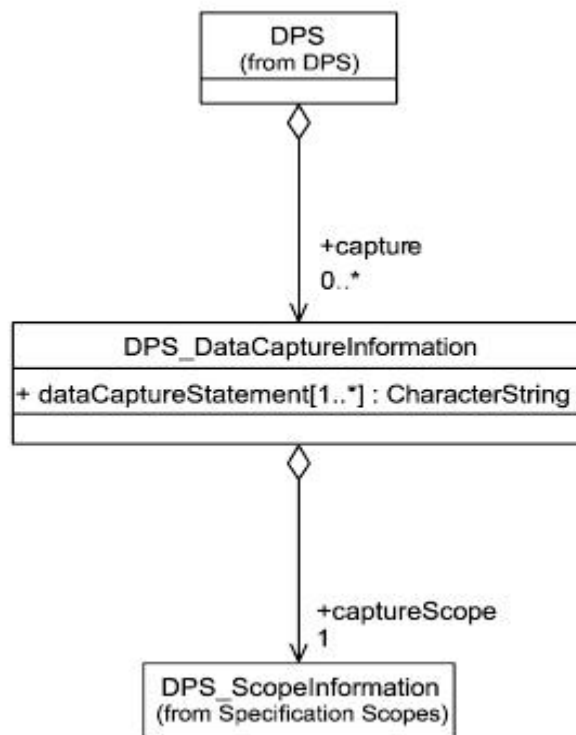 DPS
(from DPS)
+capture
0..*
DPS_DataCaptureInformation
+ dataCaptureStatement[1..*] : CharacterString
+captureScope
1
DPS_ScopeInformation
(from Specification Scopes)